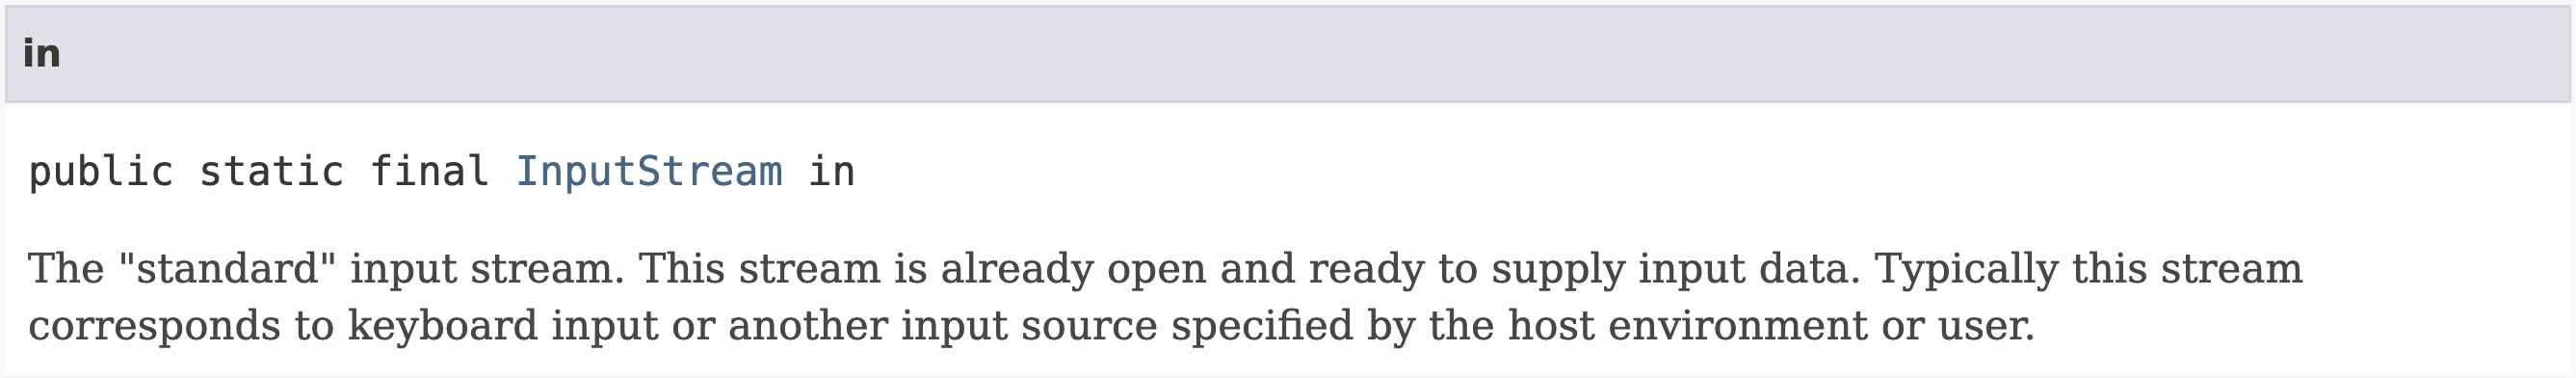 in
public static final InputStream in
The "standard" input stream. This stream is already open and ready to supply input data. Typically this stream
corresponds to keyboard input or another input source specified by the host environment or user.